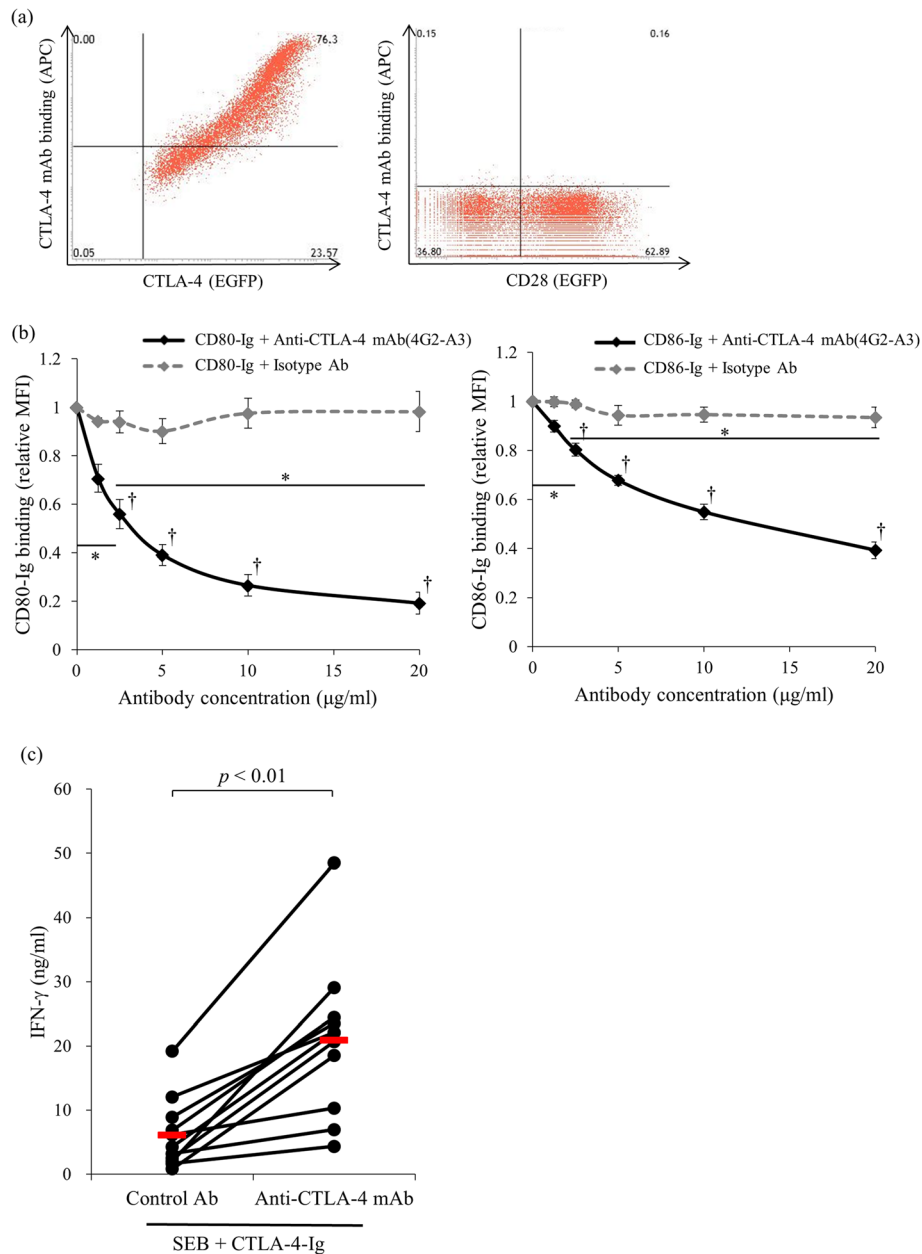 (a)
CTLA-4 mAb binding (APC)
0.00
76.3
0.05
23.57
CTLA-4 (EGFP)
CTLA-4 mAb binding (APC)
0.15
0.16
36.80
62.89
CD28 (EGFP)
(b)
CD80-Ig + Anti-CTLA-4 mAb(4G2-A3)
CD80-Ig + Isotype Ab
CD80-Ig binding (relative MFI)
1.2
1
0.8
0.6
0.4
0.2
0
*
*
†
†
†
†
0
5
10
15
20
Antibody concentration (μg/ml)
CD86-Ig + Anti-CTLA-4 mAb(4G2-A3)
CD86-Ig + Isotype Ab
CD86-Ig binding (relative MFI)
1.2
1
0.8
0.6
0.4
0.2
0
*
*
†
†
†
†
0
5
10
15
20
Antibody concentration (μg/ml)
(c)
p < 0.01
IFN-γ (ng/ml)
60
50
40
30
20
10
0
Control Ab
Anti-CTLA-4 mAb
SEB + CTLA-4-Ig